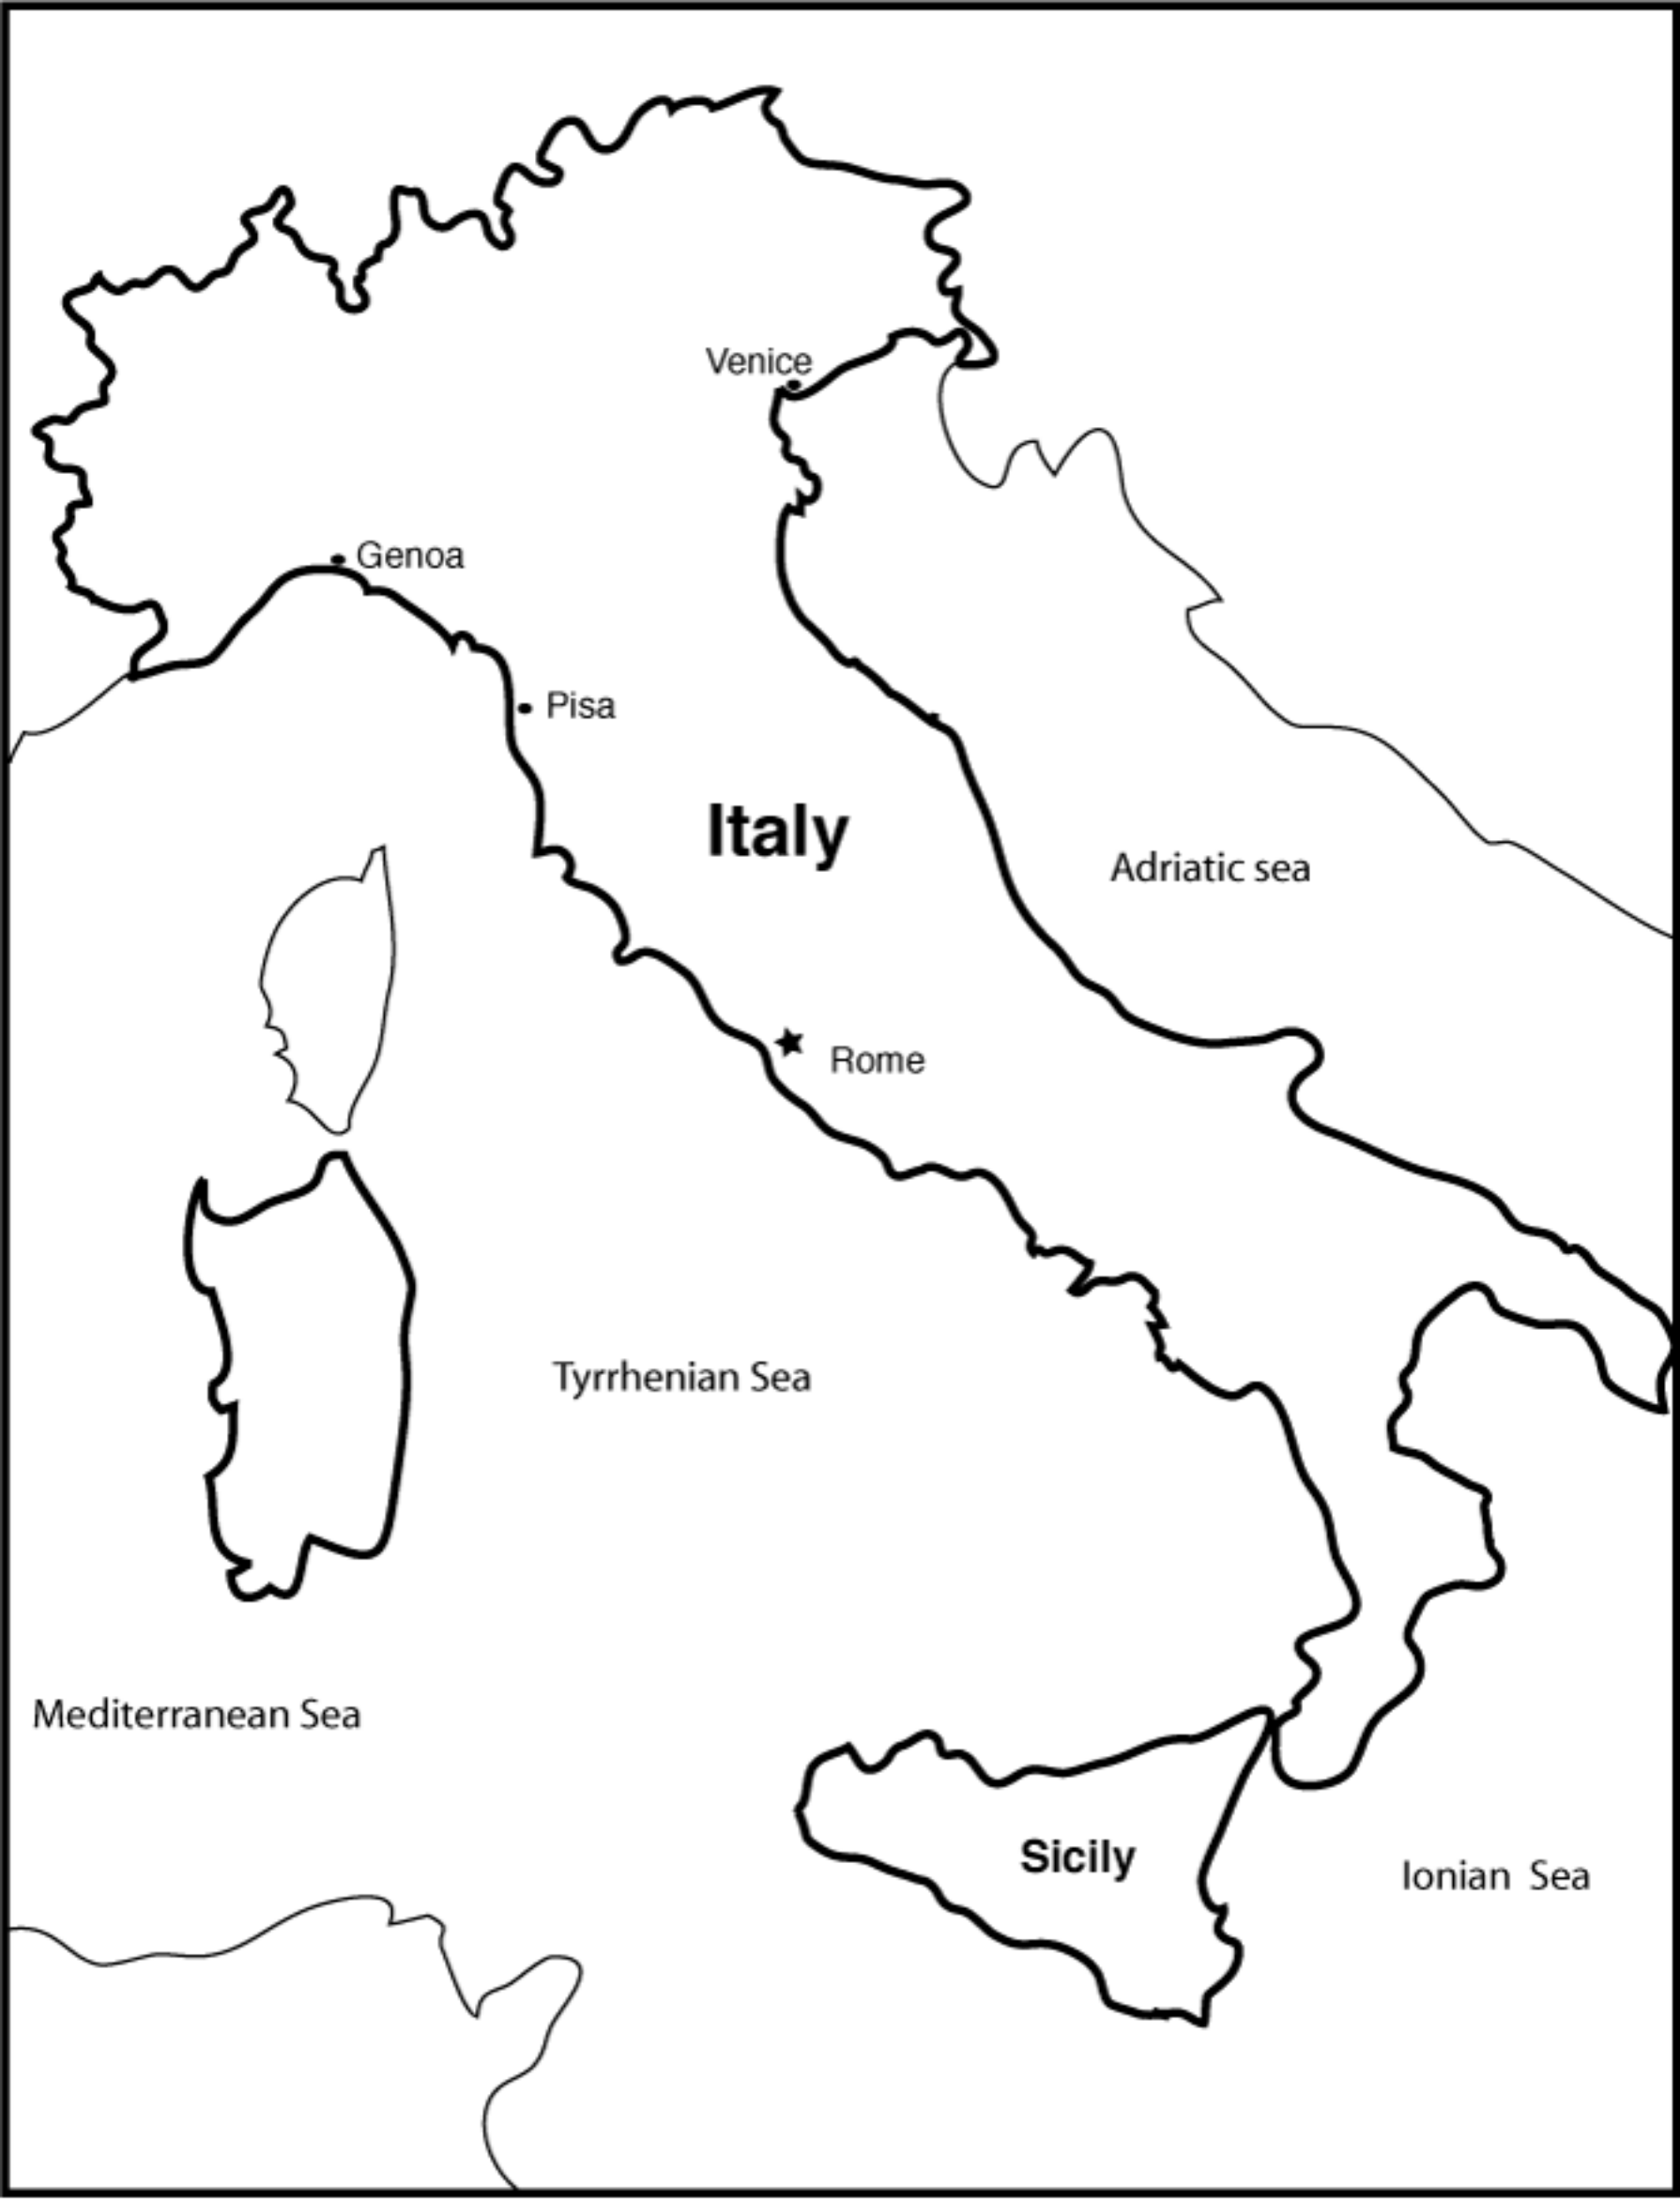 Venice
Genoa
Pisa
Italy
Adriatic sea
Rome
Tyrrhenian Sea
Mediterranean Sea
Sicily
Ionian Sea